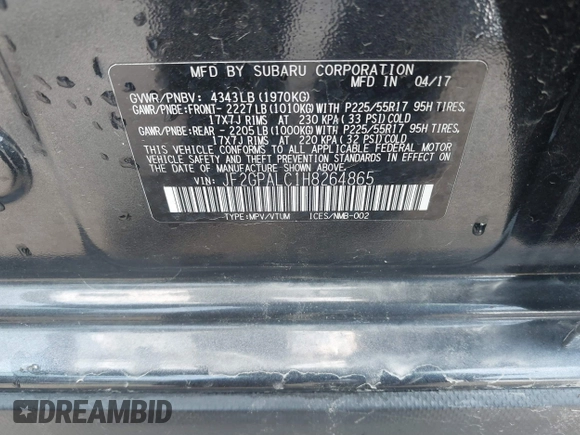 MFD BY SUBARU CORPORATION
MFD IN 04/17
GVWR/PNBV: 4343LB (1970KG)
GAWR/PNBE:FRONT- 2227LB(1010KG)WITH P225/55R17 95H TIRES,
17X7J RIMS AT 230 KPA(33 PSI)COLD
GAWR/PNBE:REAR - 2205LB(1000KG)WITH P225/55R17 95H TIRES,
17X7J RIMS AT 220 KPA(32 PSI)COLD
THIS VEHICLE CONFORMS TO ALL APPLICABLE FEDERAL MOTOR
VEHICLE SAFETY, BUMPER, AND THEFT PREVENTION STANDARDS IN EFFECT ON
THE DATE OF MANUFACTURE SHOWN ABOVE.
VIN: JF2GPALC1H8264865
TYPE:MPV/VTUM ICES/NMB-002
DREAMBID